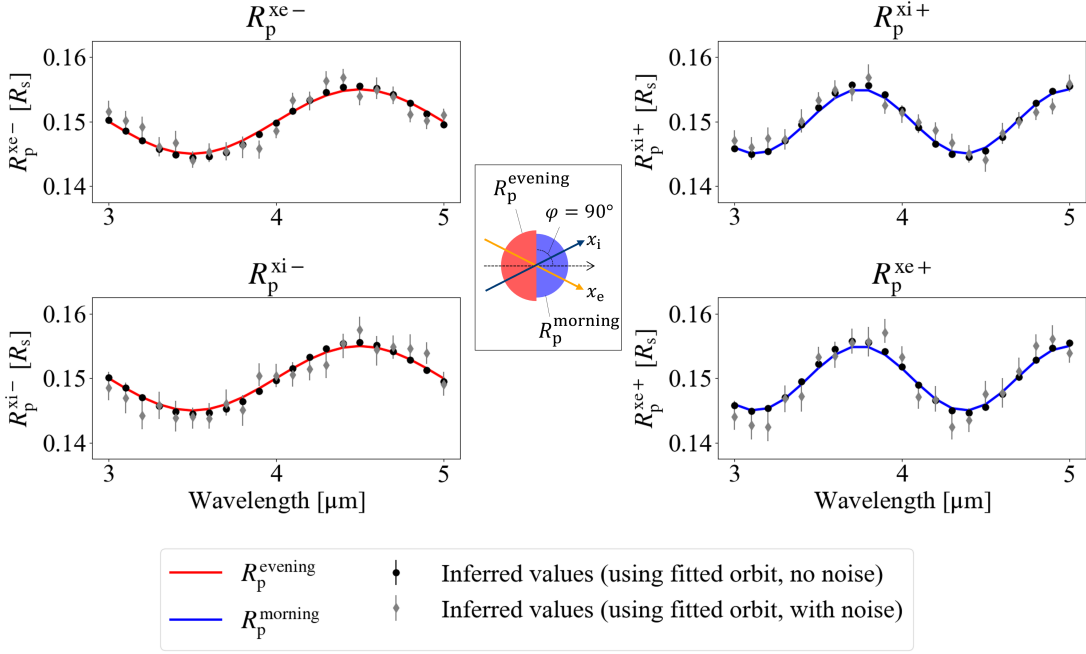 R_p^xe−
R_p^xe− [R_s]
0.16
0.15
0.14
3
4
5
R_p^xi+
R_p^xi+ [R_s]
0.16
0.15
0.14
3
4
5
R_p^evening
φ = 90°
x_i
x_e
R_p^morning
R_p^xi−
R_p^xi− [R_s]
0.16
0.15
0.14
3
4
5
Wavelength [μm]
R_p^xe+
R_p^xe+ [R_s]
0.16
0.15
0.14
3
4
5
Wavelength [μm]
R_p^evening
Inferred values (using fitted orbit, no noise)
R_p^morning
Inferred values (using fitted orbit, with noise)